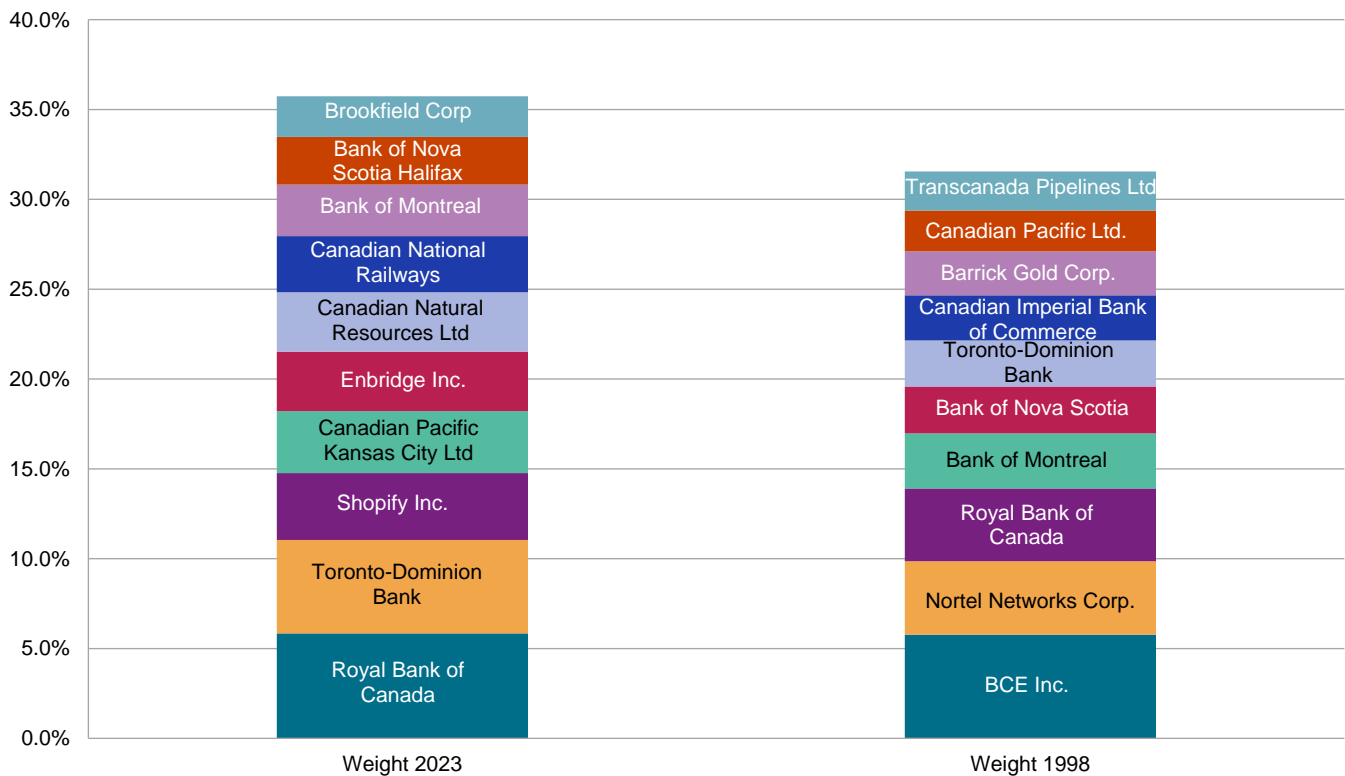 40.0%
35.0%
30.0%
25.0%
20.0%
15.0%
10.0%
5.0%
0.0%
Brookfield Corp
Bank of Nova
Scotia Halifax
Bank of Montreal
Canadian National
Railways
Canadian Natural
Resources Ltd
Enbridge Inc.
Canadian Pacific
Kansas City Ltd
Shopify Inc.
Toronto-Dominion
Bank
Royal Bank of
Canada
Transcanada Pipelines Ltd
Canadian Pacific Ltd.
Barrick Gold Corp.
Canadian Imperial Bank
of Commerce
Toronto-Dominion
Bank
Bank of Nova Scotia
Bank of Montreal
Royal Bank of
Canada
Nortel Networks Corp.
BCE Inc.
Weight 2023
Weight 1998